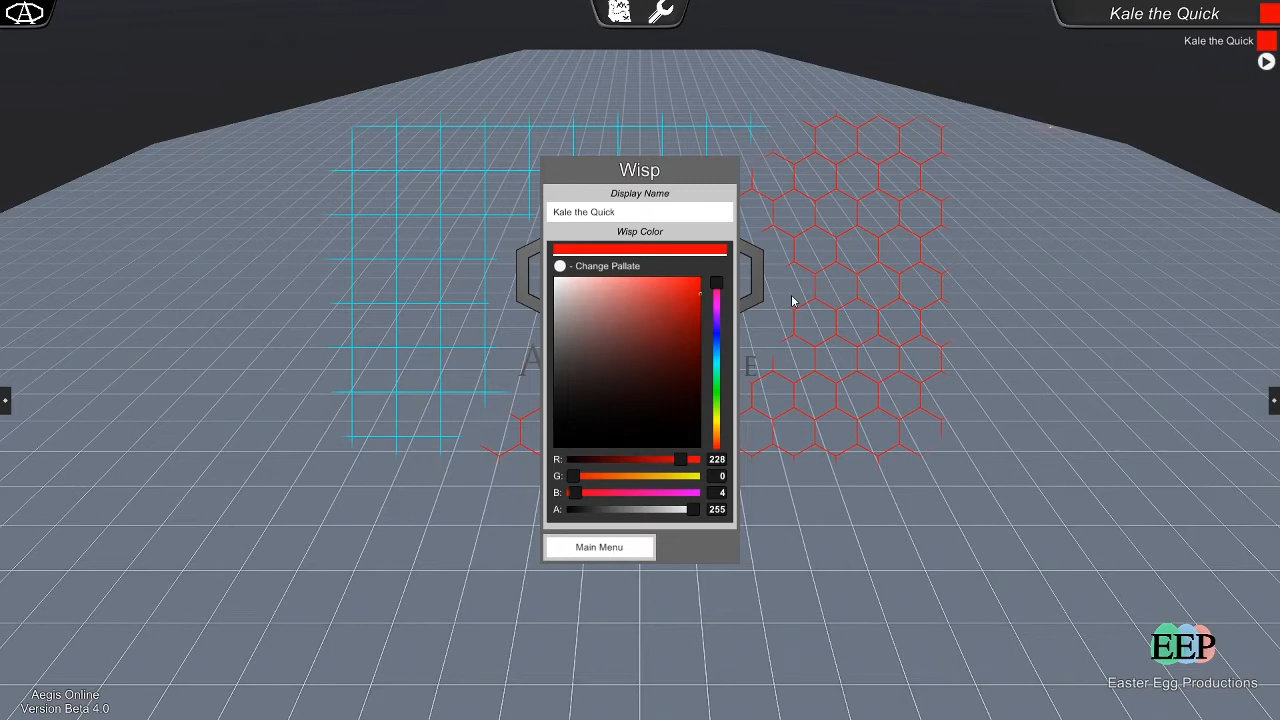 Kale the Quick
Kale the Quick
Wisp
Display Name
Kale the Quick
Wisp Color
- Change Pallate
A E
R: 228
G: 0
B: 4
A: 255
Main Menu
EEP
Easter Egg Productions
Aegis Online
Version Beta 4.0